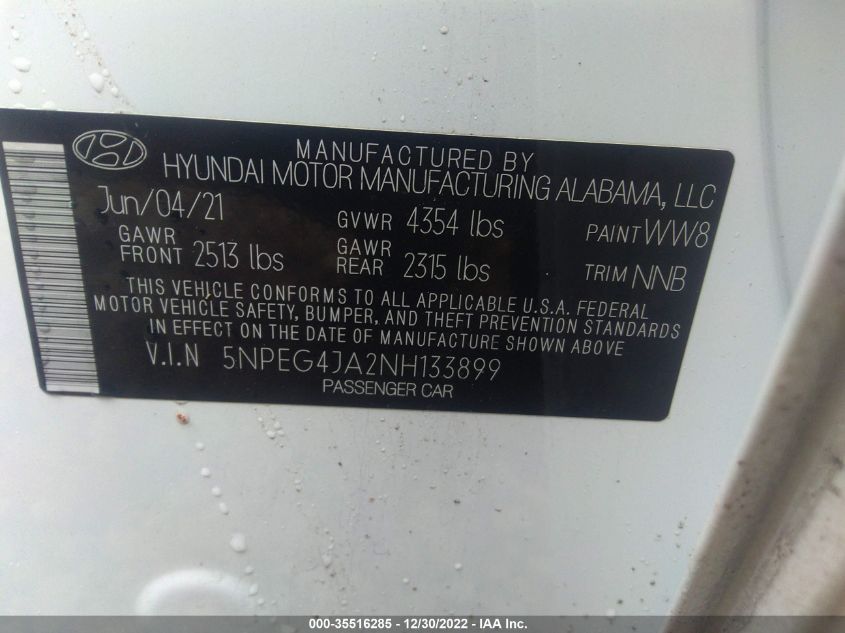 MANUFACTURED BY
HYUNDAI MOTOR MANUFACTURING ALABAMA, LLC
Jun/04/21 GVWR 4354 lbs PAINT WW8
GAWR FRONT 2513 lbs GAWR REAR 2315 lbs TRIM NNB
THIS VEHICLE CONFORMS TO ALL APPLICABLE U.S.A. FEDERAL
MOTOR VEHICLE SAFETY, BUMPER, AND THEFT PREVENTION STANDARDS
IN EFFECT ON THE DATE OF MANUFACTURE SHOWN ABOVE
V.I.N 5NPEG4JA2NH133899
PASSENGER CAR
000-35516285 - 12/30/2022 - IAA Inc.